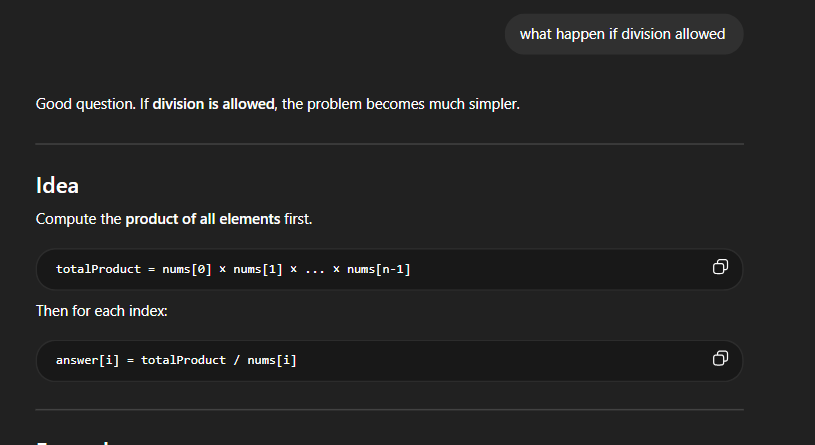 what happen if division allowed
Good question. If division is allowed, the problem becomes much simpler.
Idea
Compute the product of all elements first.
totalProduct = nums[0] × nums[1] × ... × nums[n-1]
Then for each index:
answer[i] = totalProduct / nums[i]